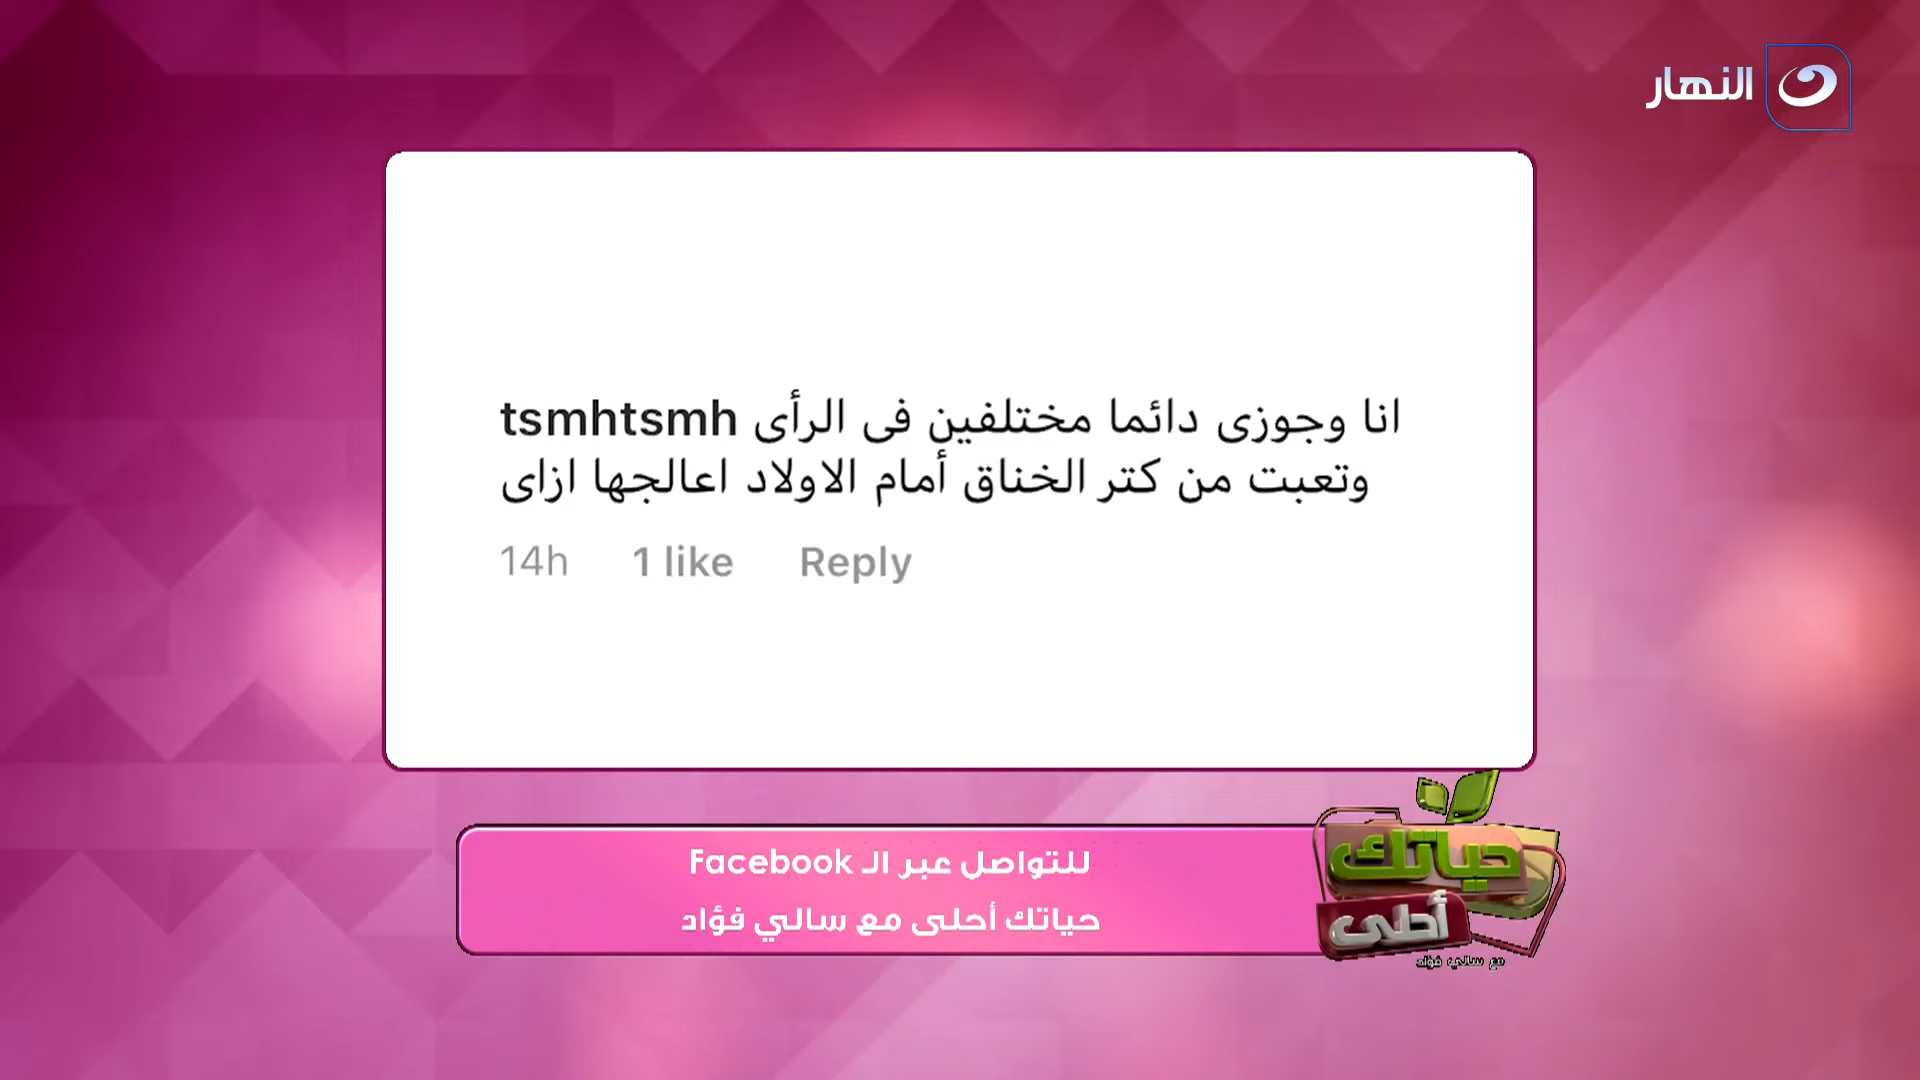 النهار
tsmhtsmh انا وجوزى دائما مختلفين فى الرأى
وتعبت من كتر الخناق أمام الاولاد اعالجها ازاى
14h 1 like Reply
للتواصل عبر الـ Facebook
حياتك أحلى مع سالي فؤاد
حياتك
أحلى
مع سالي فؤاد